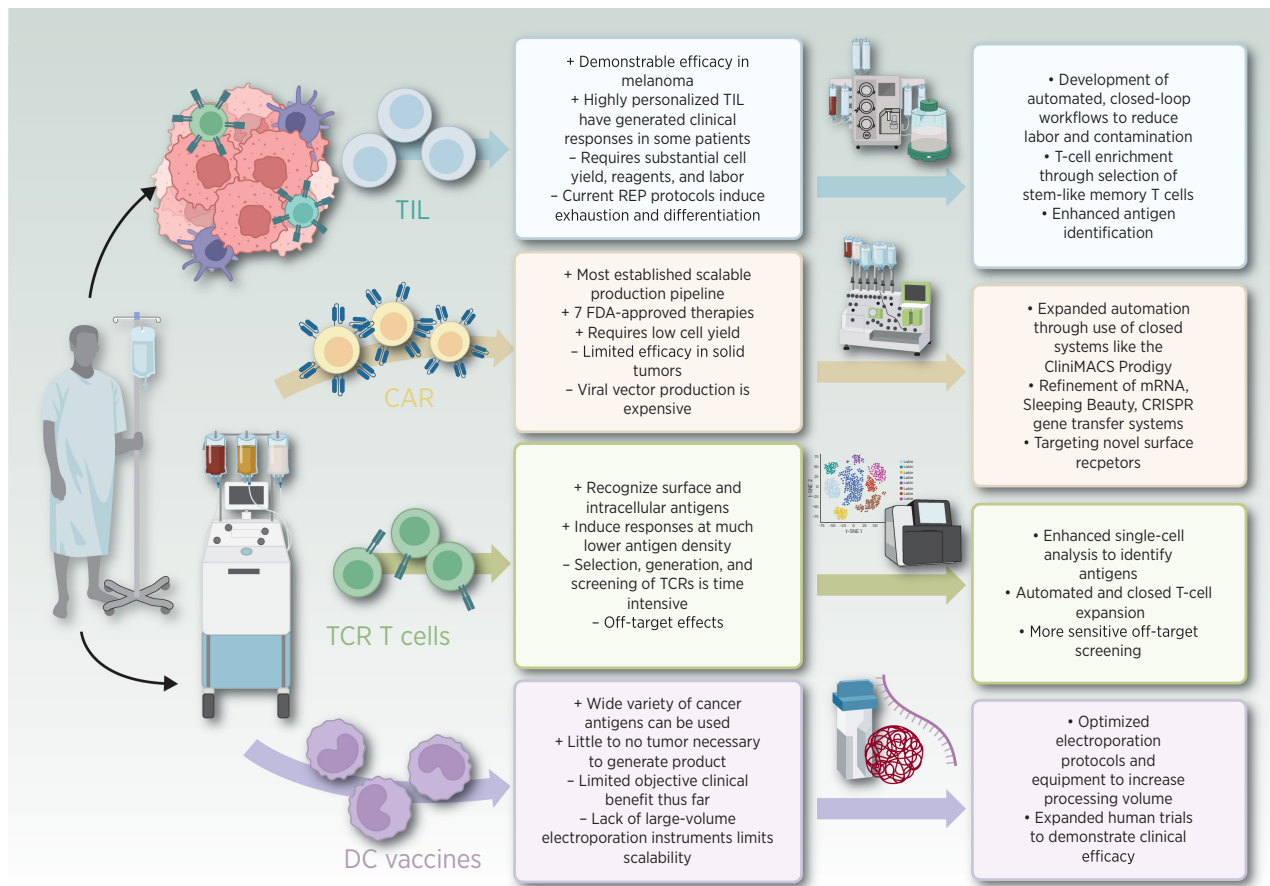 + Demonstrable efficacy in
melanoma
+ Highly personalized TIL
have generated clinical
responses in some patients
– Requires substantial cell
yield, reagents, and labor
– Current REP protocols induce
exhaustion and differentiation
TIL
• Development of
automated, closed-loop
workflows to reduce
labor and contamination
• T-cell enrichment
through selection of
stem-like memory T cells
• Enhanced antigen
identification
+ Most established scalable
production pipeline
+ 7 FDA-approved therapies
+ Requires low cell yield
– Limited efficacy in solid
tumors
– Viral vector production is
expensive
CAR
• Expanded automation
through use of closed
systems like the
CliniMACS Prodigy
• Refinement of mRNA,
Sleeping Beauty, CRISPR
gene transfer systems
• Targeting novel surface
recpetors
+ Recognize surface and
intracellular antigens
+ Induce responses at much
lower antigen density
– Selection, generation, and
screening of TCRs is time
intensive
– Off-target effects
TCR T cells
t-SNE 2
t-SNE 1
• Enhanced single-cell
analysis to identify
antigens
• Automated and closed T-cell
expansion
• More sensitive off-target
screening
+ Wide variety of cancer
antigens can be used
+ Little to no tumor necessary
to generate product
– Limited objective clinical
benefit thus far
– Lack of large-volume
electroporation instruments limits
scalability
DC vaccines
• Optimized
electroporation
protocols and
equipment to increase
processing volume
• Expanded human trials
to demonstrate clinical
efficacy